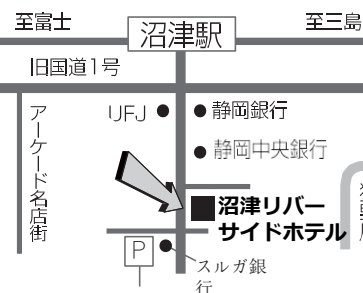 至富士
沼津駅
至三島
旧国道1号
アーケード名店街
UFJ
静岡銀行
静岡中央銀行
沼津リバー
サイドホテル
P
スルガ銀
行